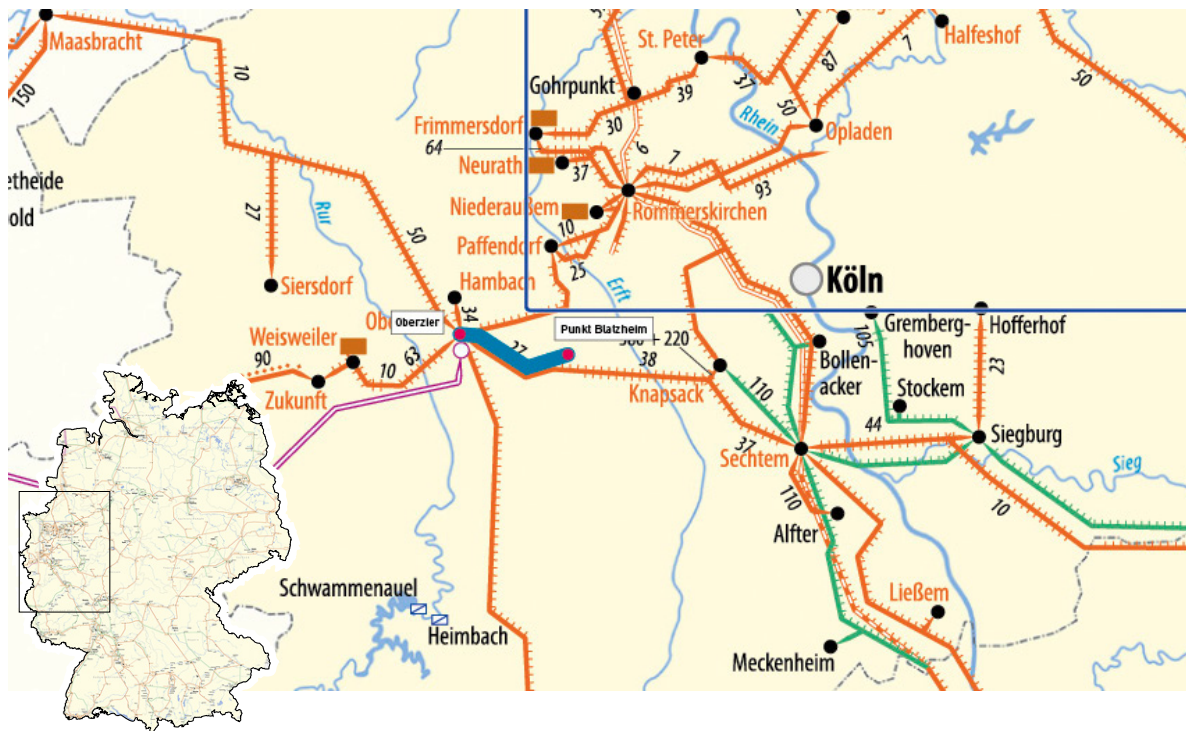 Maasbracht
10
150
etheide
old
27
Siersdorf
Rur
50
St. Peter
Gohrpunkt
39
37
87
7
Halfeshof
50
50
Frimmersdorf
30
64
Neurath
37
6
7
Rhein
Opladen
93
Niederaußem
Rommerskirchen
10
Paffendorf
25
Hambach
34
Erft
Köln
Oberzier
Punkt Blatzheim
Weisweiler
90
10
63
Zukunft
27
+ 220
38
Knapsack
110
Bollen-
acker
105
Gremberg-
hoven
Hofferhof
23
Stockem
44
Siegburg
37
Sechtem
Sieg
110
Alfter
10
Ließem
Schwammenauel
Heimbach
Meckenheim